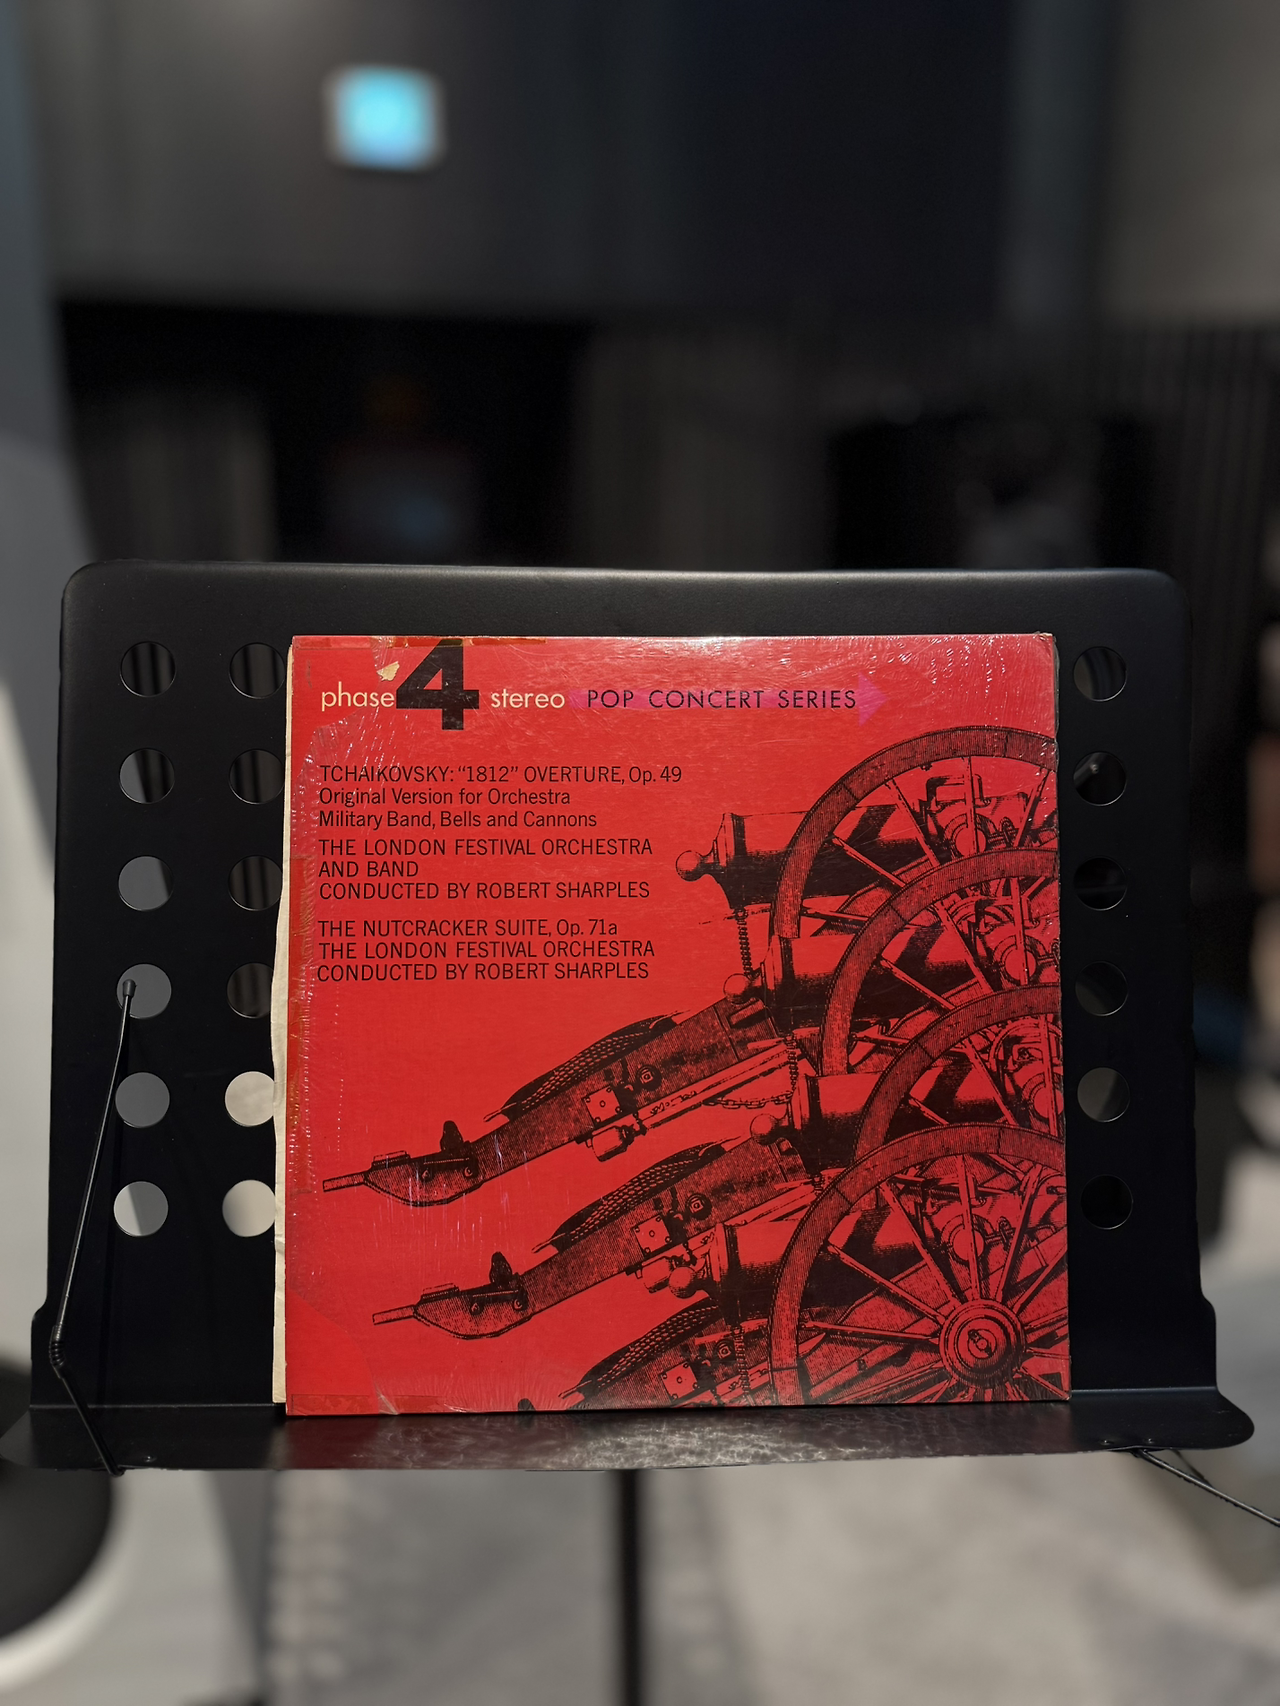 phase 4 stereo POP CONCERT SERIES
TCHAIKOVSKY: “1812” OVERTURE, Op. 49
Original Version for Orchestra
Military Band, Bells and Cannons
THE LONDON FESTIVAL ORCHESTRA
AND BAND
CONDUCTED BY ROBERT SHARPLES
THE NUTCRACKER SUITE, Op. 71a
THE LONDON FESTIVAL ORCHESTRA
CONDUCTED BY ROBERT SHARPLES